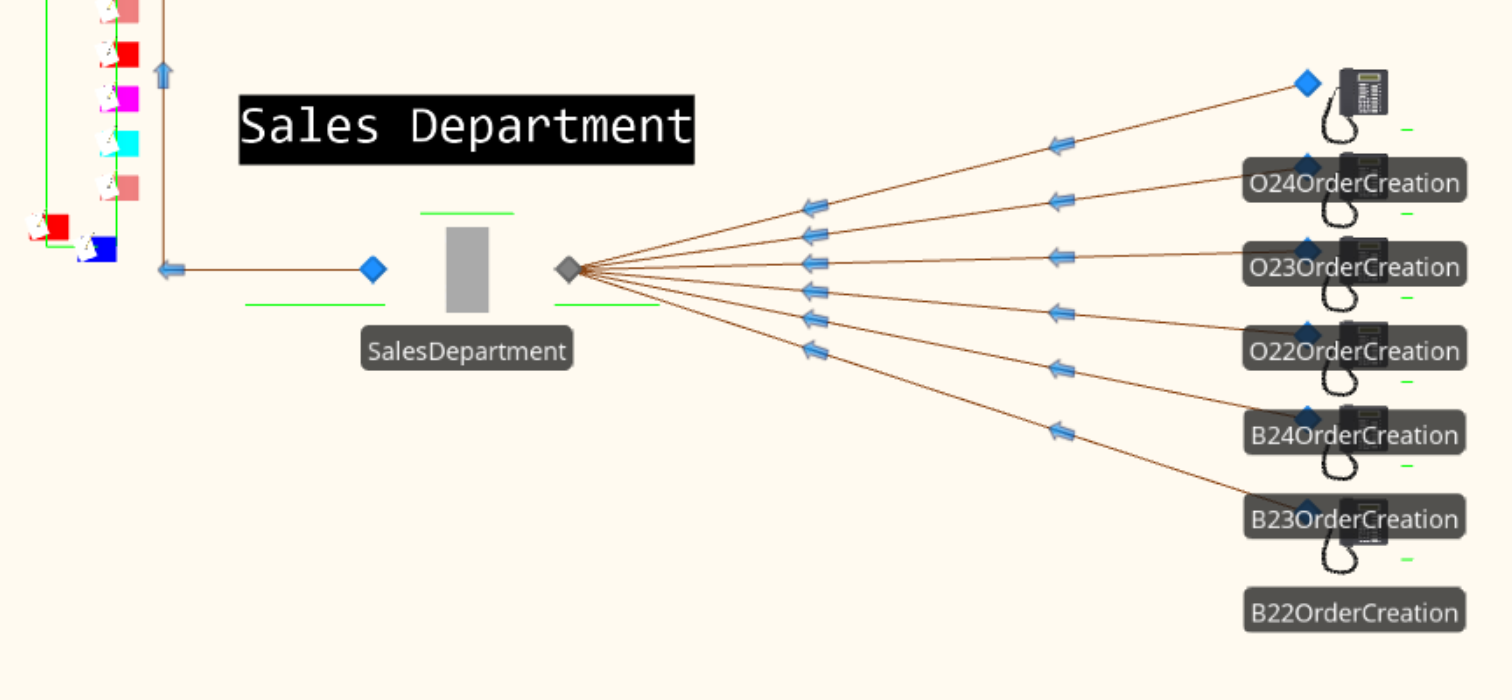 Sales Department
O24OrderCreation
O23OrderCreation
O22OrderCreation
SalesDepartment
B24OrderCreation
B23OrderCreation
B22OrderCreation